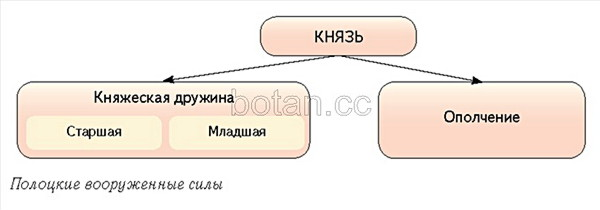 КНЯЗЬ
Княжеская дружина
Старшая Младшая
Ополчение
botan.cc
Полоцкие вооруженные силы